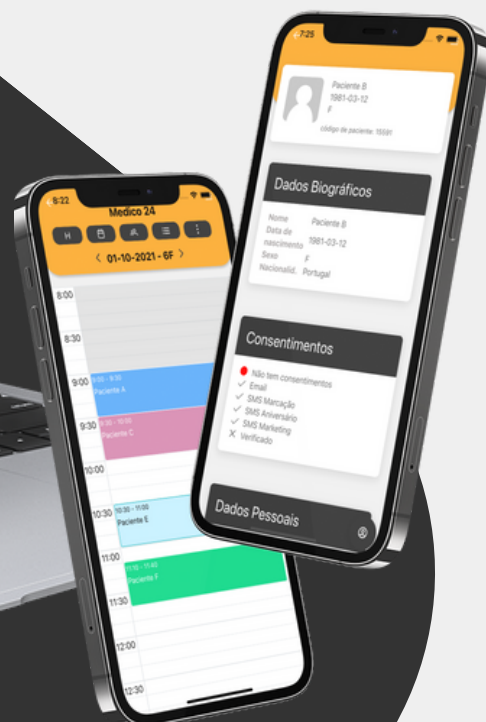 8:22
Medico 24
H
01-10-2021 - 6F
8:00
8:30
9:00
9:00 - 9:30
Paciente A
9:30
9:30 - 10:00
Paciente C
10:00
10:30
10:30 - 11:00
Paciente E
11:00
11:10 - 11:40
Paciente F
11:30
12:00
12:30
7:25
Paciente B
1981-03-12
F
código de paciente: 15591
Dados Biográficos
Nome Paciente B
Data de
nascimento 1981-03-12
Sexo F
Nacionalid. Portugal
Consentimentos
Não tem consentimentos
Email
SMS Marcação
SMS Aniversário
SMS Marketing
Verificado
Dados Pessoais